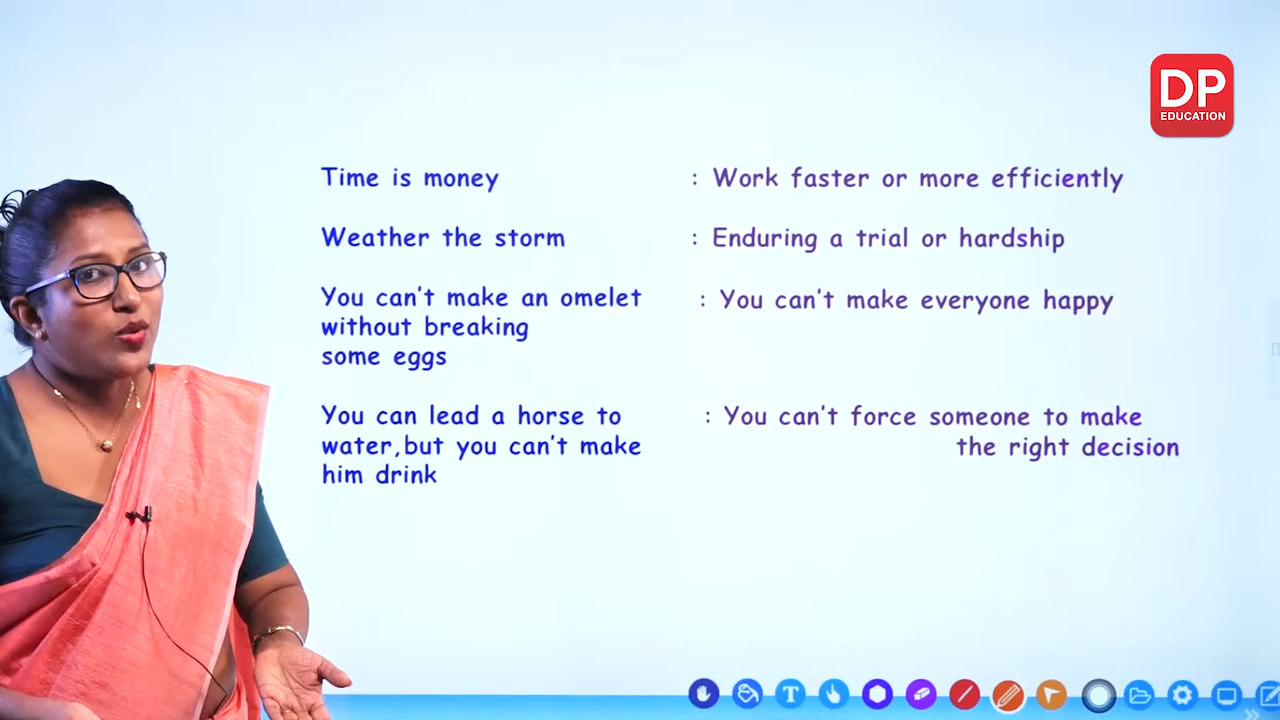 DP
EDUCATION
Time is money : Work faster or more efficiently
Weather the storm : Enduring a trial or hardship
You can't make an omelet : You can't make everyone happy
without breaking
some eggs
You can lead a horse to : You can't force someone to make
water,but you can't make the right decision
him drink
T